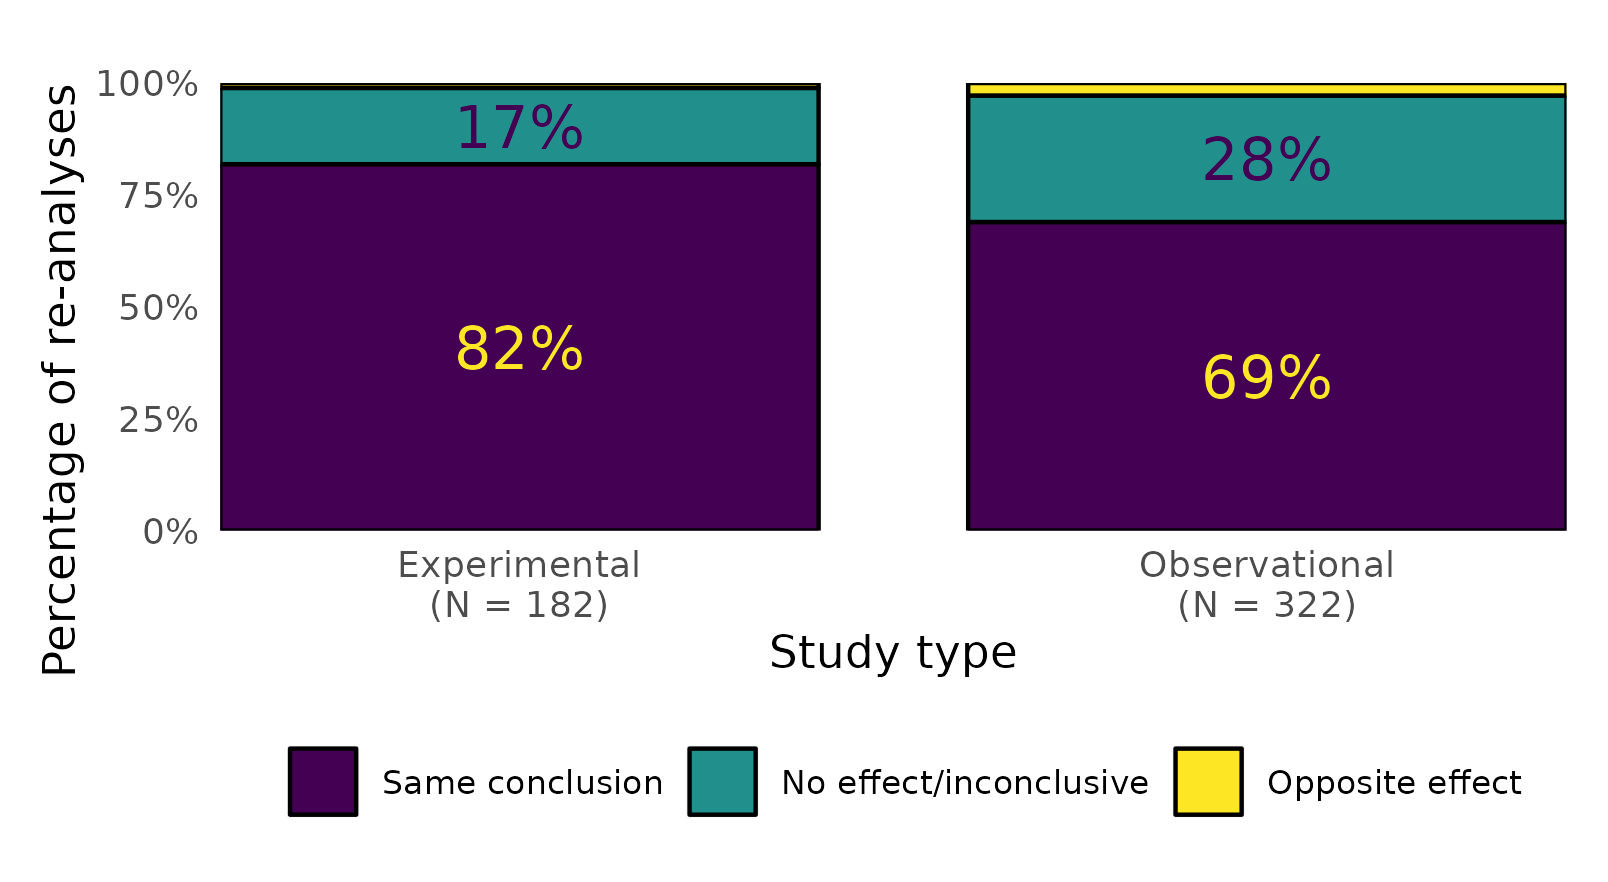 Percentage of re-analyses
100%
75%
50%
25%
0%
17%
82%
28%
69%
Experimental
(N = 182)
Observational
(N = 322)
Study type
Same conclusion
No effect/inconclusive
Opposite effect